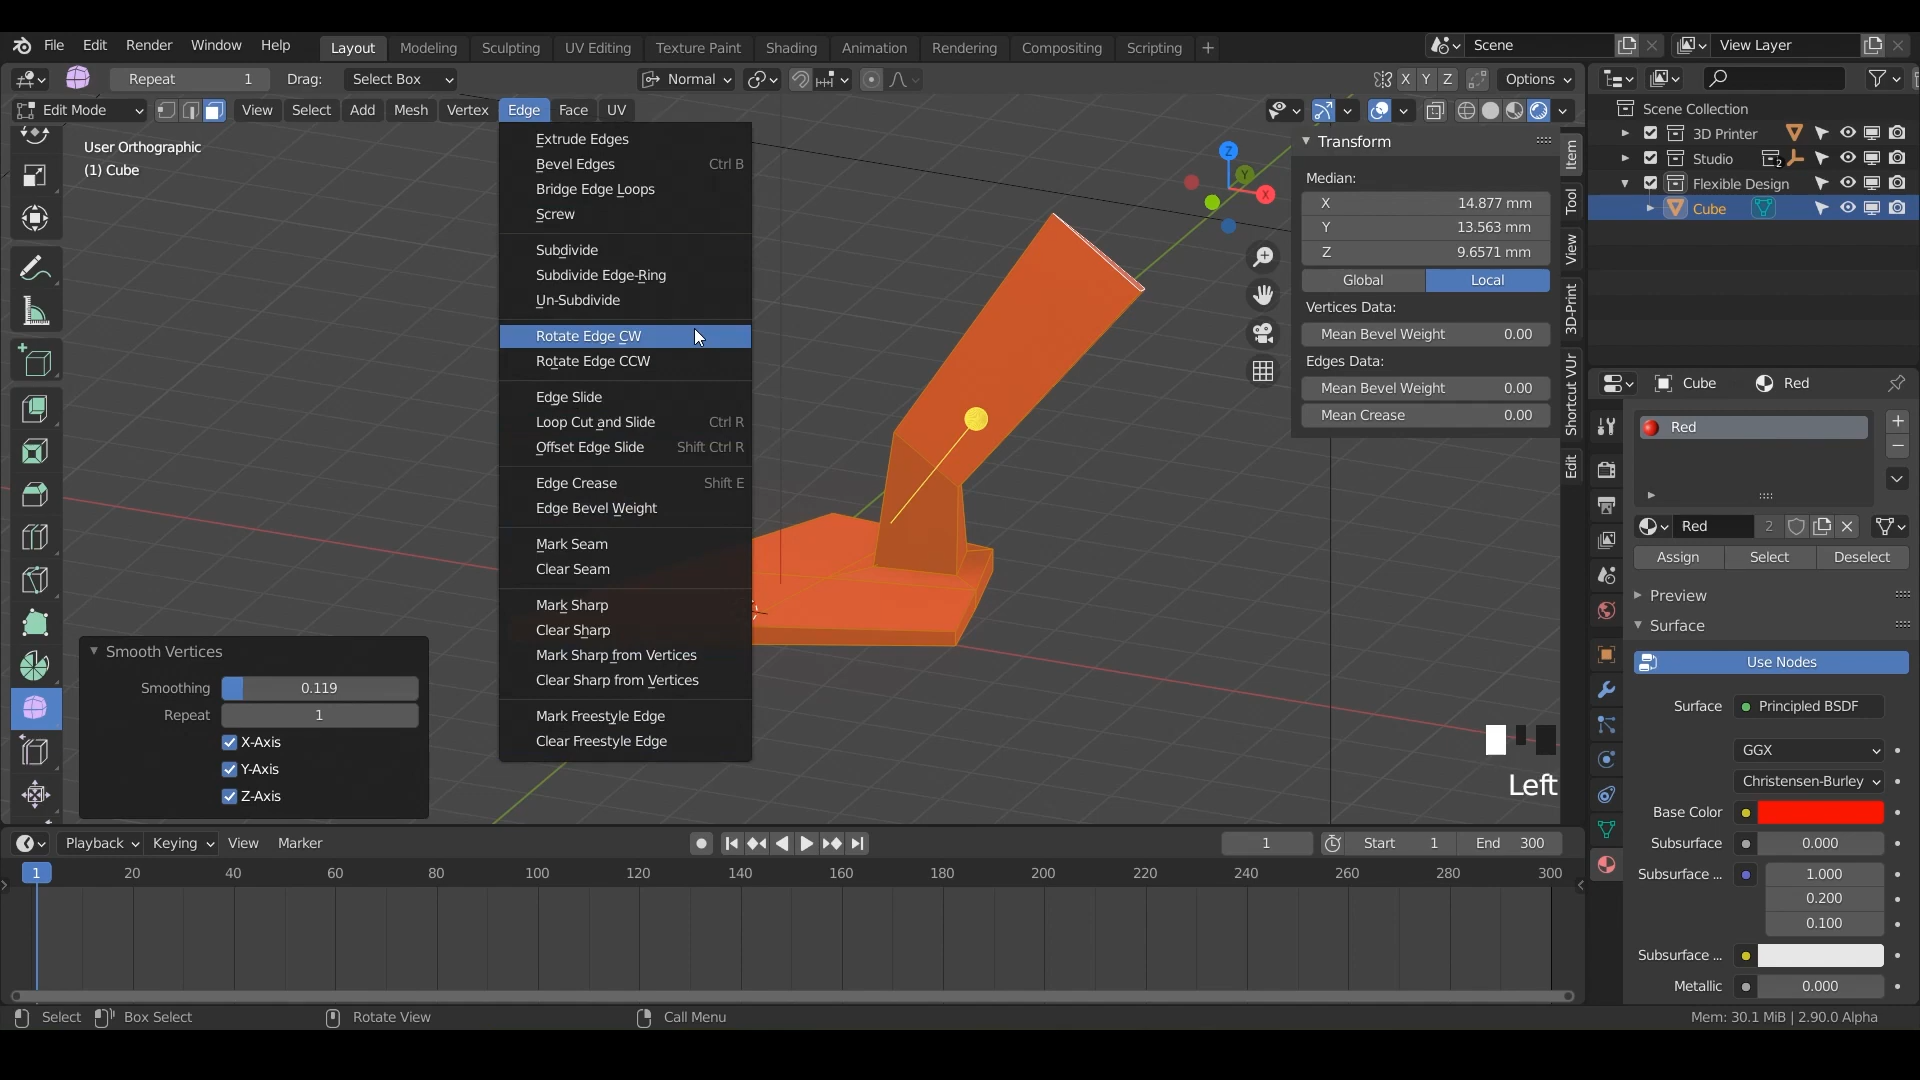 File Edit Render Window Help Layout Modeling Sculpting UV Editing Texture Paint Shading Animation Rendering Compositing Scripting + Scene View Layer
Repeat 1 Drag: Select Box Normal X Y Z Options
Edit Mode View Select Add Mesh Vertex Edge Face UV
User Orthographic
(1) Cube
Extrude Edges
Bevel Edges Ctrl B
Bridge Edge Loops
Screw
Subdivide
Subdivide Edge-Ring
Un-Subdivide
Rotate Edge CW
Rotate Edge CCW
Edge Slide
Loop Cut and Slide Ctrl R
Offset Edge Slide Shift Ctrl R
Edge Crease Shift E
Edge Bevel Weight
Mark Seam
Clear Seam
Mark Sharp
Clear Sharp
Mark Sharp from Vertices
Clear Sharp from Vertices
Mark Freestyle Edge
Clear Freestyle Edge
Smooth Vertices
Smoothing 0.119
Repeat 1
X-Axis
Y-Axis
Z-Axis
Z
Y
X
Transform
Median:
X 14.877 mm
Y 13.563 mm
Z 9.6571 mm
Global Local
Vertices Data:
Mean Bevel Weight 0.00
Edges Data:
Mean Bevel Weight 0.00
Mean Crease 0.00
Item
Tool
View
3D-Print
Shortcut VUr
Edit
Left
Scene Collection
3D Printer
Studio 2
Flexible Design
Cube
Cube Red
Red
Red 2
Assign Select Deselect
Preview
Surface
Use Nodes
Surface Principled BSDF
GGX
Christensen-Burley
Base Color
Subsurface 0.000
Subsurface ... 1.000
0.200
0.100
Subsurface ...
Metallic 0.000
Playback Keying View Marker 1 Start 1 End 300
1 20 40 60 80 100 120 140 160 180 200 220 240 260 280 300
Select Box Select Rotate View Call Menu Mem: 30.1 MiB | 2.90.0 Alpha